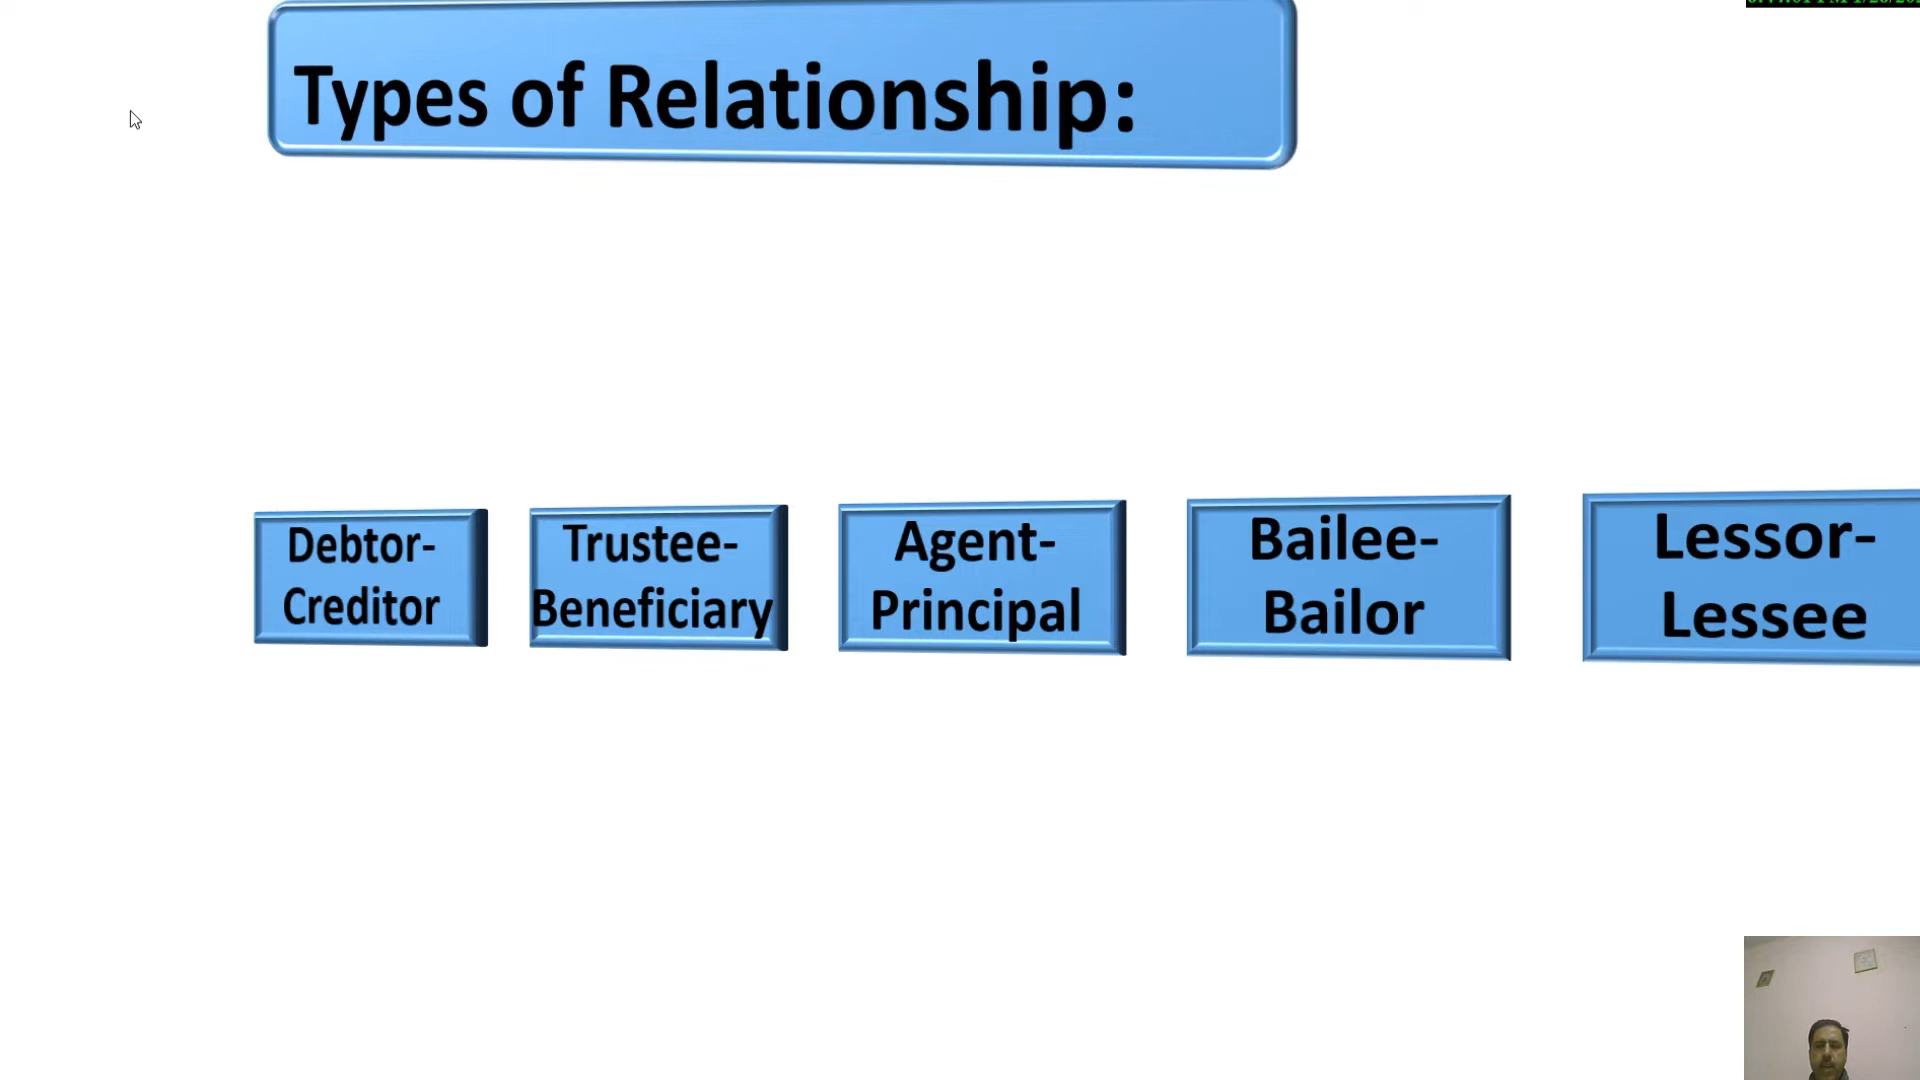 Types of Relationship:
Debtor-
Creditor
Trustee-
Beneficiary
Agent-
Principal
Bailee-
Bailor
Lessor-
Lessee